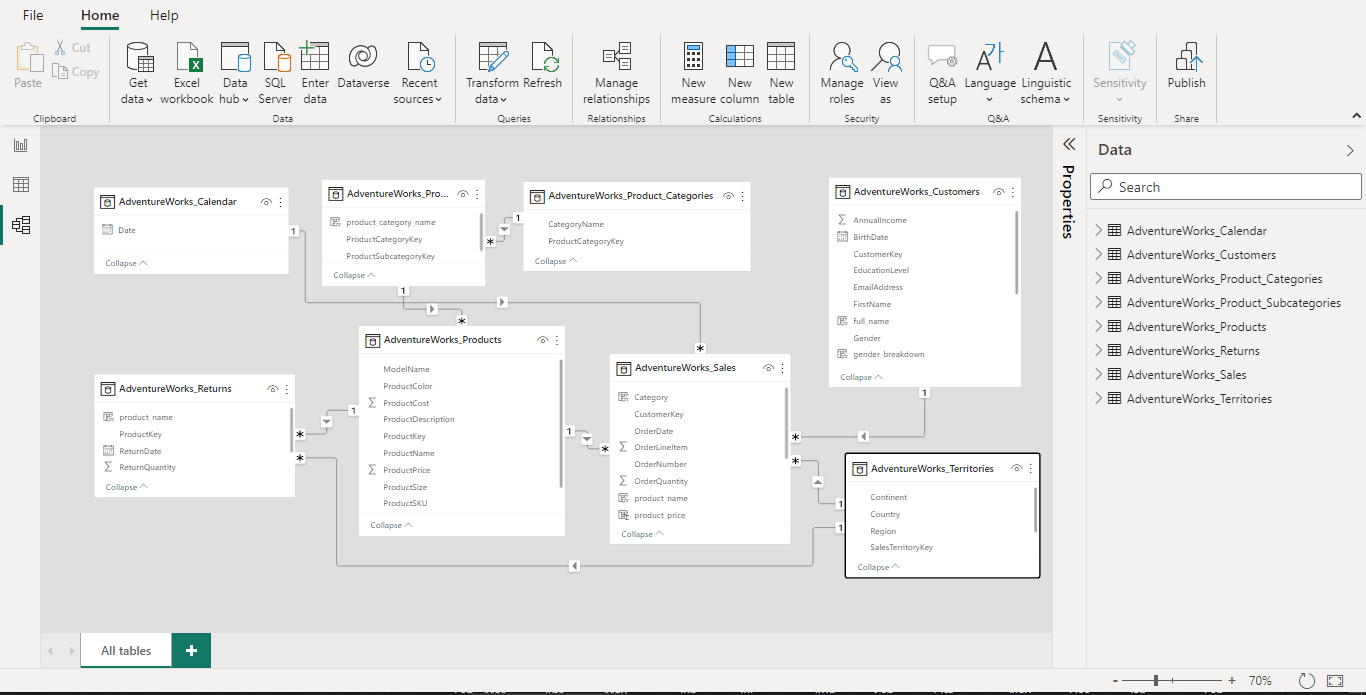 File Home Help
Paste
Cut
Copy
Get data
Excel workbook
Data hub
SQL Server
Enter data
Dataverse
Recent sources
Transform data
Refresh
Manage relationships
New measure
New column
New table
Manage roles
View as
Q&A setup
Language
Linguistic schema
Sensitivity
Publish
Clipboard
Data
Queries
Relationships
Calculations
Security
Q&A
Sensitivity
Share
AdventureWorks_Calendar
Date
Collapse
1
AdventureWorks_Pro...
product_category_name
ProductCategoryKey
ProductSubcategoryKey
Collapse
*
1
AdventureWorks_Product_Categories
CategoryName
ProductCategoryKey
Collapse
AdventureWorks_Customers
AnnualIncome
BirthDate
CustomerKey
EducationLevel
EmailAddress
FirstName
full_name
Gender
gender_breakdown
Collapse
1
1
*
*
AdventureWorks_Returns
product_name
ProductKey
ReturnDate
ReturnQuantity
Collapse
*
*
1
AdventureWorks_Products
ModelName
ProductColor
ProductCost
ProductDescription
ProductKey
ProductName
ProductPrice
ProductSize
ProductSKU
Collapse
1
*
AdventureWorks_Sales
Category
CustomerKey
OrderDate
OrderLineItem
OrderNumber
OrderQuantity
product_name
product_price
Collapse
*
*
1
1
AdventureWorks_Territories
Continent
Country
Region
SalesTerritoryKey
Collapse
Properties
Data
Search
AdventureWorks_Calendar
AdventureWorks_Customers
AdventureWorks_Product_Categories
AdventureWorks_Product_Subcategories
AdventureWorks_Products
AdventureWorks_Returns
AdventureWorks_Sales
AdventureWorks_Territories
All tables
+
- + 70%